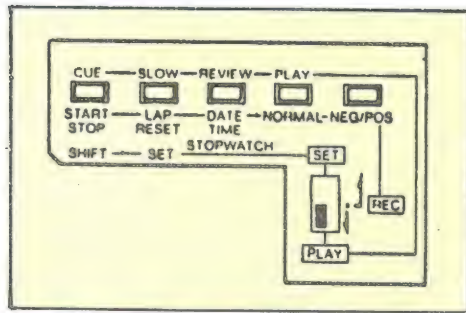 CUE SLOW REVIEW PLAY
START LAP DATE NORMAL-NEG/POS
STOP RESET TIME
SHIFT SET STOPWATCH
SET
REC
PLAY